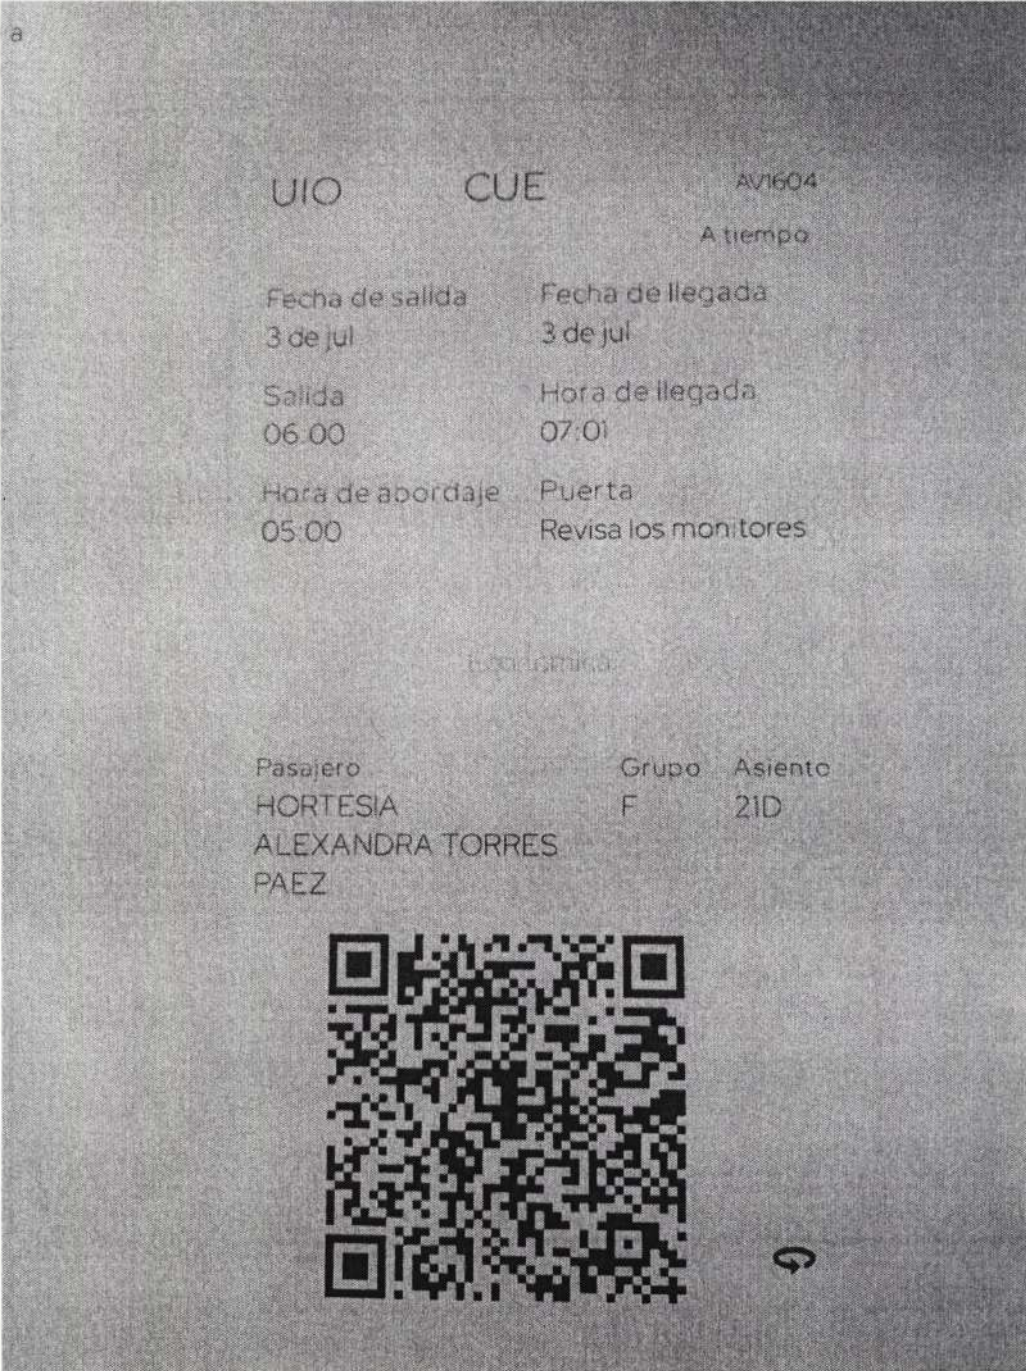 a
UIO CUE AV1604
A tiempo
Fecha de salida Fecha de llegada
3 de jul 3 de jul
Salida Hora de llegada
06:00 07:01
Hora de abordaje Puerta
05:00 Revisa los monitores
Pasajero Grupo Asiento
HORTESIA F 21D
ALEXANDRA TORRES
PAEZ